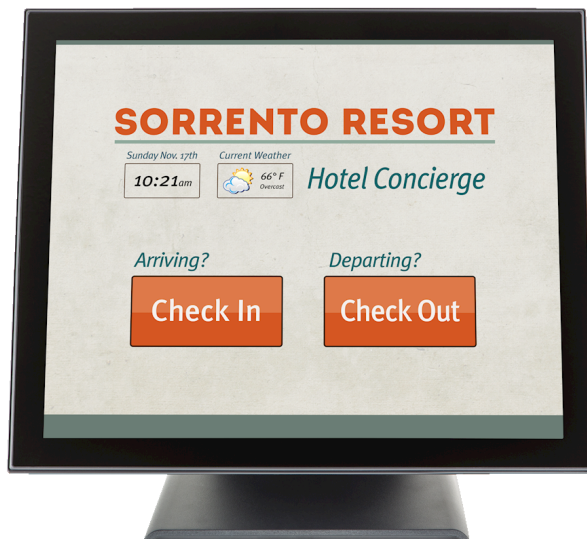 SORRENTO RESORT
Sunday Nov. 17th
Current Weather
10:21am
66° F
Overcast
Hotel Concierge
Arriving?
Departing?
Check In
Check Out